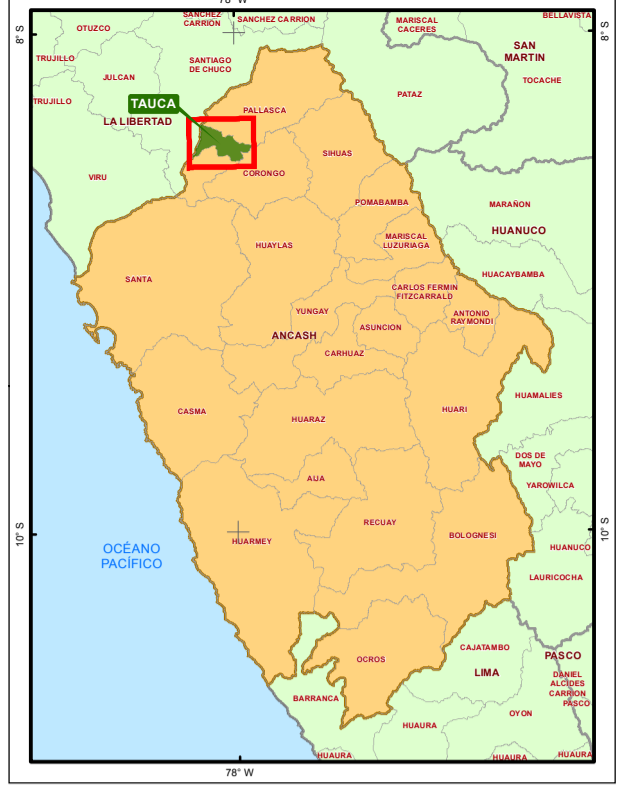 78° W
8° S
8° S
SANCHEZ
CARRIÓN
SANCHEZ CARRION
MARISCAL
CACERES
BELLAVISTA
OTUZCO
SAN
MARTIN
TRUJILLO
SANTIAGO
DE CHUCO
JULCAN
TOCACHE
PATAZ
TRUJILLO
TAUCA
PALLASCA
LA LIBERTAD
SIHUAS
VIRU
CORONGO
POMABAMBA
MARAÑON
HUANUCO
MARISCAL
LUZURIAGA
HUAYLAS
HUACAYBAMBA
SANTA
CARLOS FERMIN
FITZCARRALD
YUNGAY
ANTONIO
RAYMONDI
ASUNCION
ANCASH
CARHUAZ
HUAMALIES
CASMA
HUARAZ
HUARI
DOS DE
MAYO
AIJA
YAROWILCA
RECUAY
10° S
10° S
HUARMEY
BOLOGNESI
OCÉANO
PACÍFICO
HUANUCO
LAURICOCHA
CAJATAMBO
PASCO
OCROS
LIMA
DANIEL
ALCIDES
CARRION
PASCO
BARRANCA
OYON
HUAURA
HUAURA
HUAURA
HUAURA
78° W